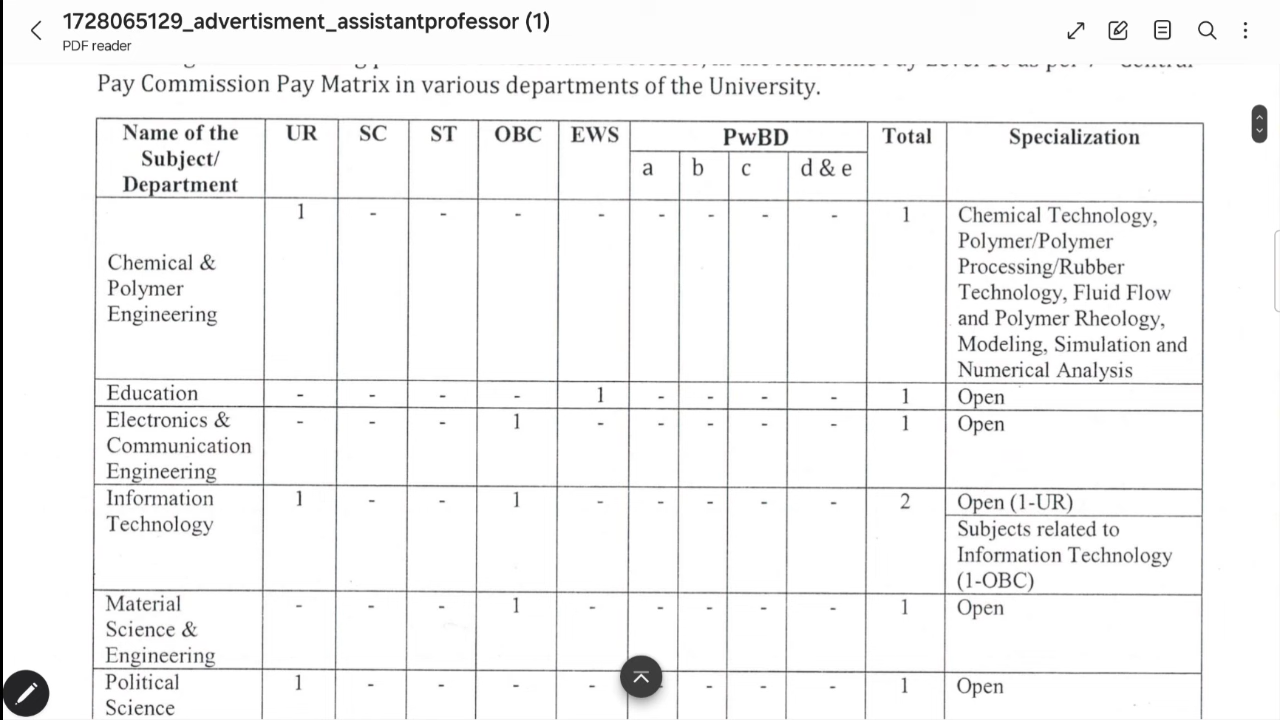 1728065129_advertisment_assistantprofessor (1)
PDF reader
Pay Commission Pay Matrix in various departments of the University.
Name of the Subject/ Department UR SC ST OBC EWS PwBD Total Specialization
a b c d & e
Chemical & Polymer Engineering 1 - - - - - - - - 1 Chemical Technology,
Polymer/Polymer
Processing/Rubber
Technology, Fluid Flow
and Polymer Rheology,
Modeling, Simulation and
Numerical Analysis
Education - - - - 1 - - - - 1 Open
Electronics &
Communication
Engineering - - - 1 - - - - - 1 Open
Information
Technology 1 - - 1 - - - - - 2 Open (1-UR)
Subjects related to
Information Technology
(1-OBC)
Material
Science &
Engineering - - - 1 - - - - - 1 Open
Political
Science 1 - - - - - - - - 1 Open